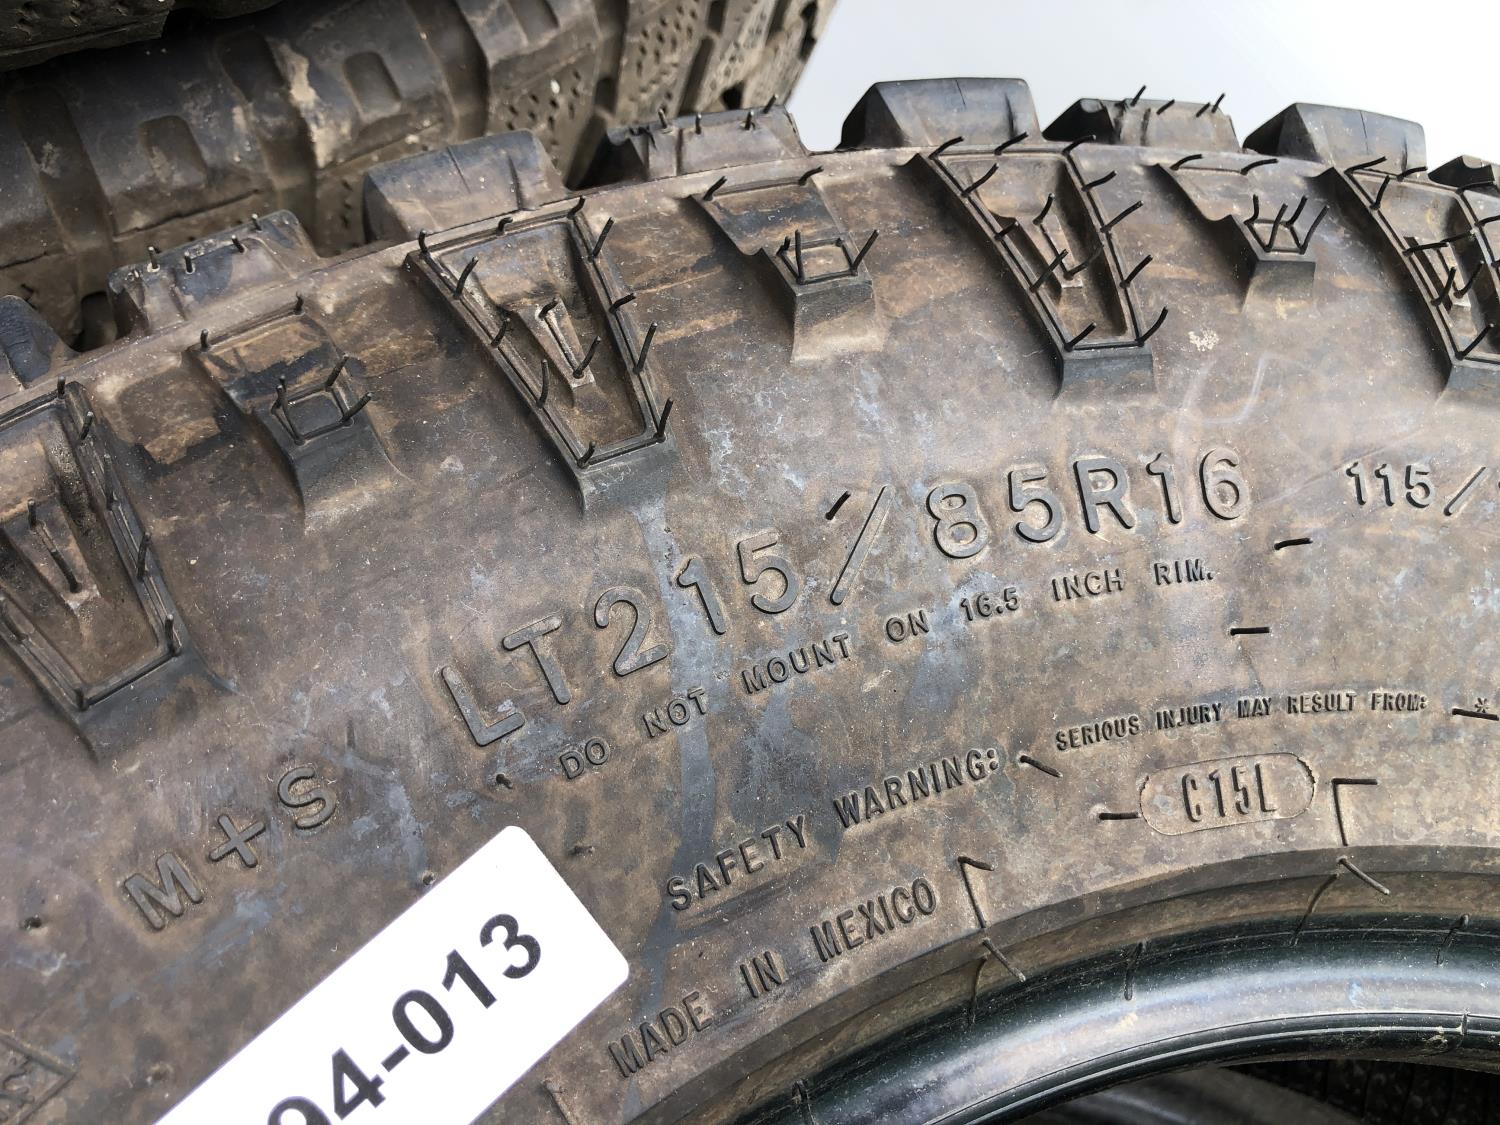 LT215/85R16 115/
DO NOT MOUNT ON 16.5 INCH RIM.
M+S
SAFETY WARNING: SERIOUS INJURY MAY RESULT FROM: *
C15L
MADE IN MEXICO
94-013